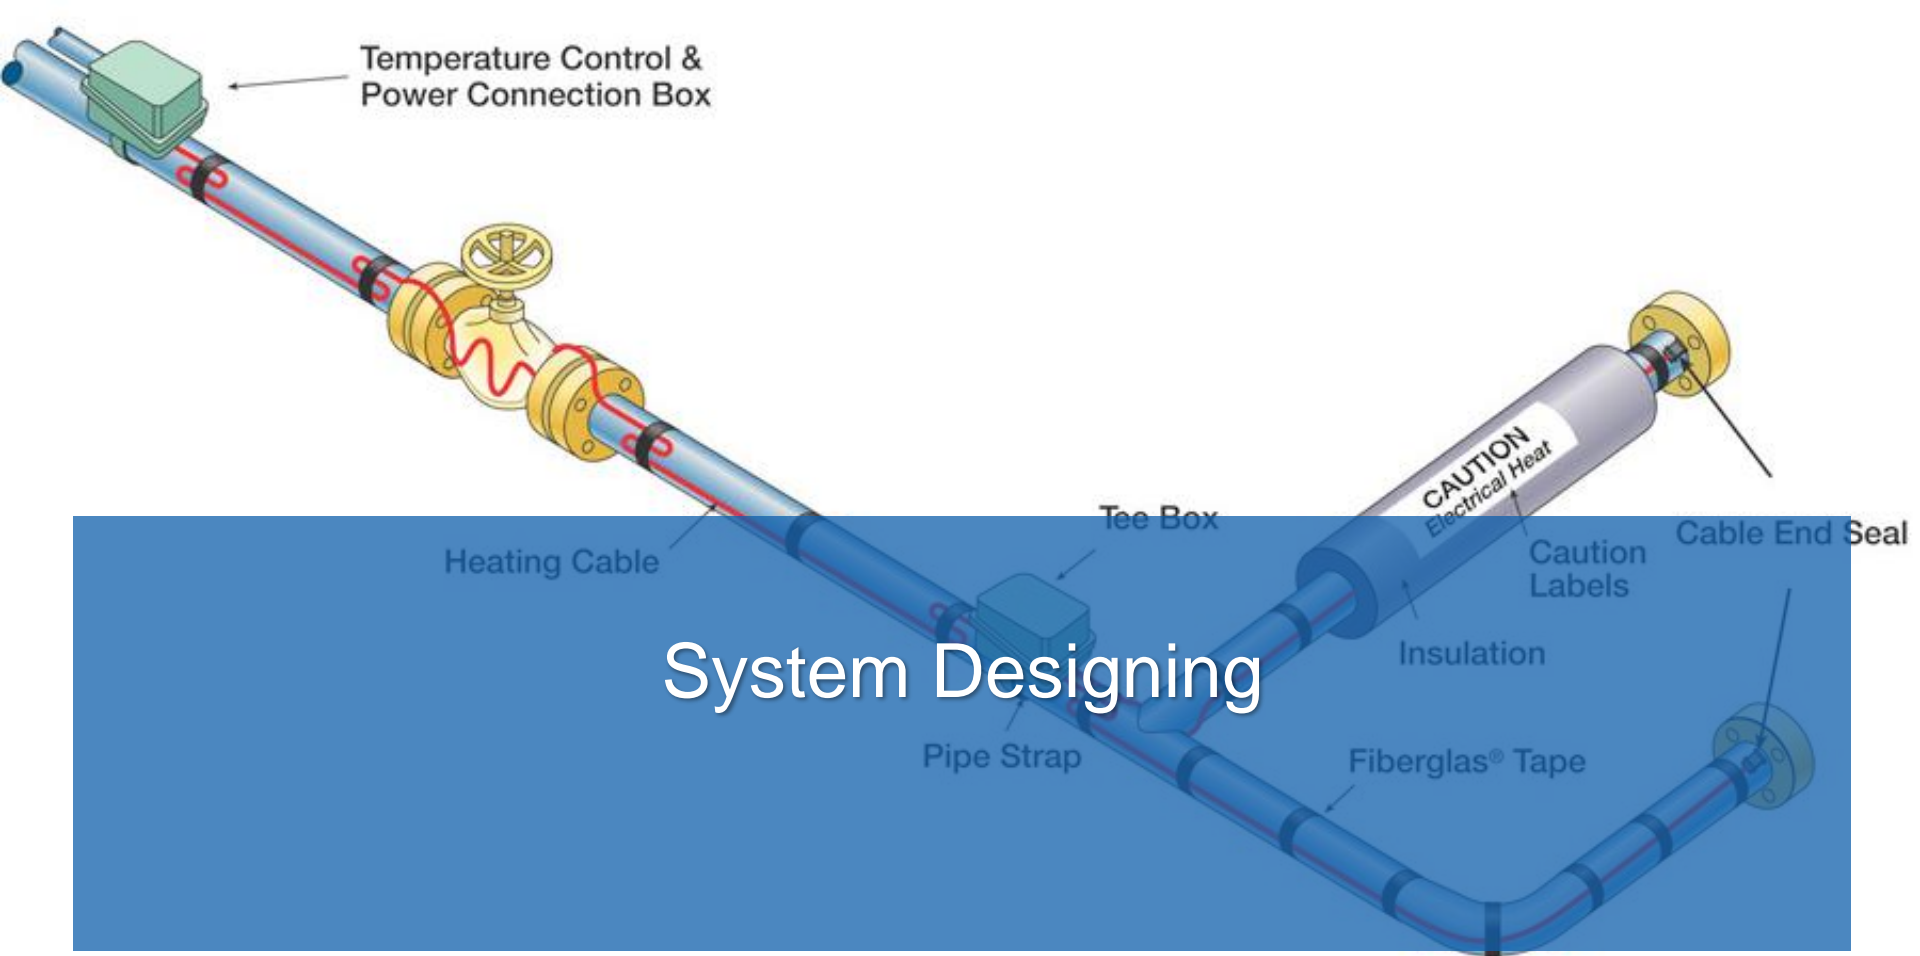 Temperature Control &
Power Connection Box
Tee Box
Heating Cable
CAUTION
Electrical Heat
Cable End Seal
Caution
Labels
Insulation
System Designing
Pipe Strap
Fiberglas® Tape